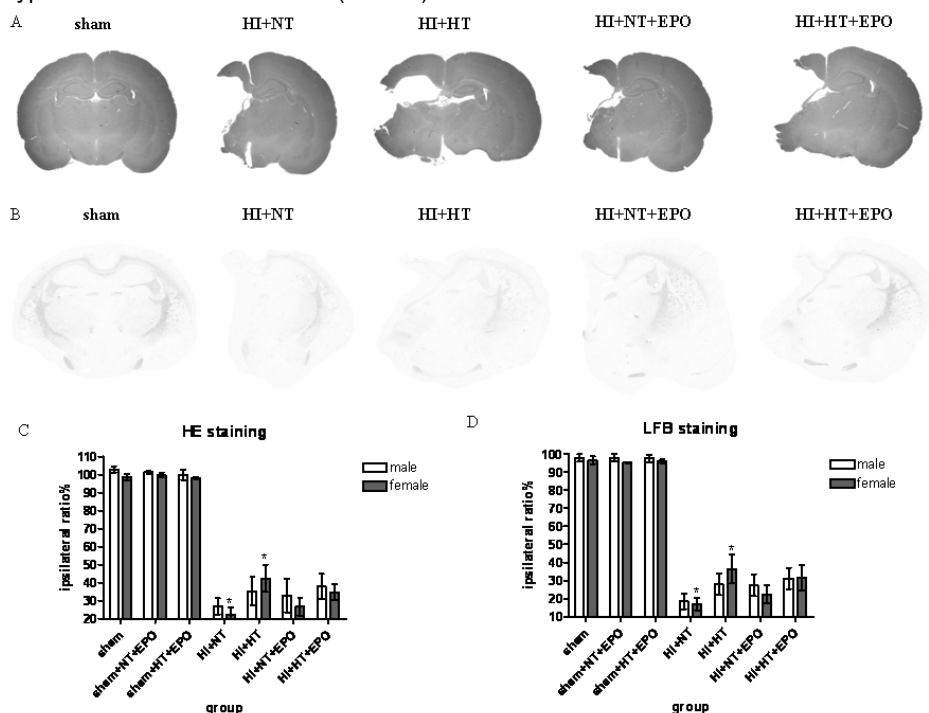 A sham HI+NT HI+HT HI+NT+EPO HI+HT+EPO
B sham HI+NT HI+HT HI+NT+EPO HI+HT+EPO
C
HE staining
ipsilateral ratio%
110
100
90
80
70
60
50
40
30
20
male
female
* *
sham sham+NT+EPO sham+HT+EPO HI+NT HI+HT HI+NT+EPO HI+HT+EPO
group
D
LFB staining
ipsilateral ratio%
100
90
80
70
60
50
40
30
20
10
male
female
* *
sham sham+NT+EPO sham+HT+EPO HI+NT HI+HT HI+NT+EPO HI+HT+EPO
group